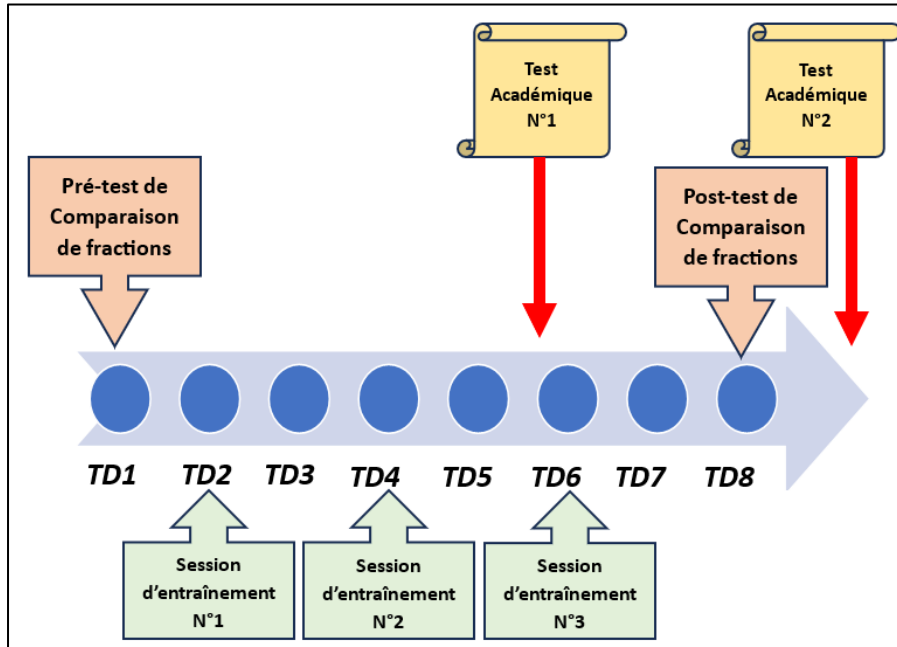 Test
Académique
N°1
Test
Académique
N°2
Pré-test de
Comparaison
de fractions
Post-test de
Comparaison
de fractions
TD1
TD2
TD3
TD4
TD5
TD6
TD7
TD8
Session
d'entraînement
N°1
Session
d'entraînement
N°2
Session
d'entraînement
N°3